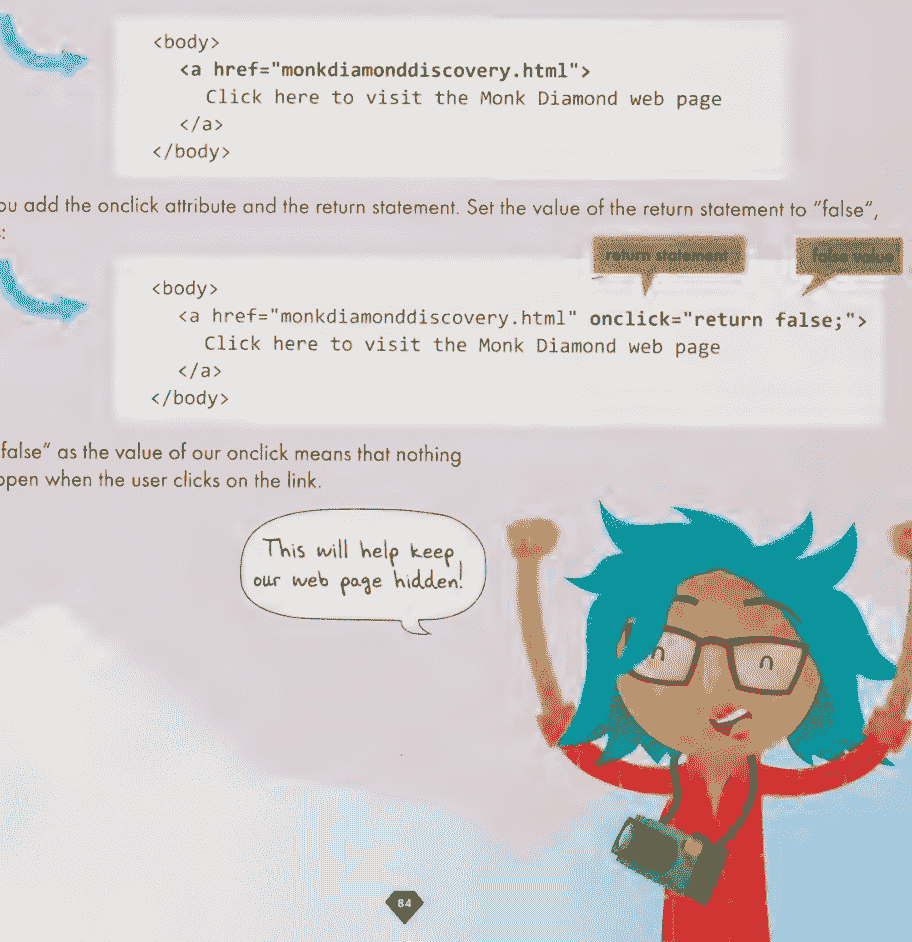 <body>
<a href="monkdiamonddiscovery.html">
Click here to visit the Monk Diamond web page
</a>
</body>
ou add the onclick attribute and the return statement. Set the value of the return statement to “false”,
s:
return statement
false value
<body>
<a href="monkdiamonddiscovery.html" onclick="return false;">
Click here to visit the Monk Diamond web page
</a>
</body>
false” as the value of our onclick means that nothing
open when the user clicks on the link.
This will help keep
our web page hidden!
84